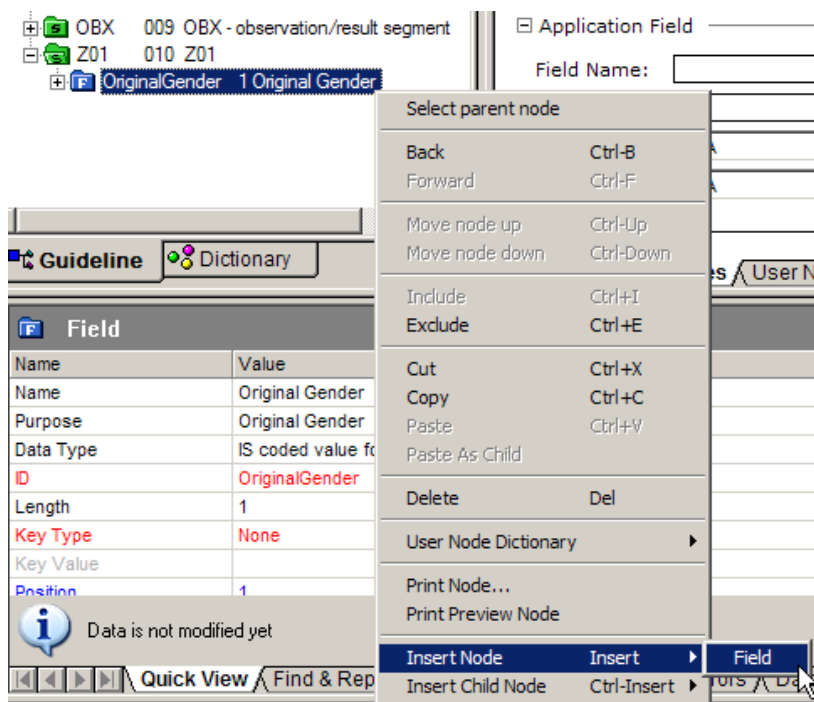 OBX 009 OBX - observation/result segment
Z01 010 Z01
F OriginalGender 1 Original Gender
Application Field
Field Name:
Select parent node
Back Ctrl-B
Forward Ctrl-F
Move node up Ctrl-Up
Move node down Ctrl-Down
Include Ctrl+I
Exclude Ctrl+E
Cut Ctrl+X
Copy Ctrl+C
Paste Ctrl+V
Paste As Child
Delete Del
User Node Dictionary
Print Node...
Print Preview Node
Insert Node Insert
Field
Insert Child Node Ctrl-Insert
Guideline Dictionary
User N
F Field
Name Value
Name Original Gender
Purpose Original Gender
Data Type IS coded value fo
ID OriginalGender
Length 1
Key Type None
Key Value
Position 1
Data is not modified yet
Quick View Find & Rep